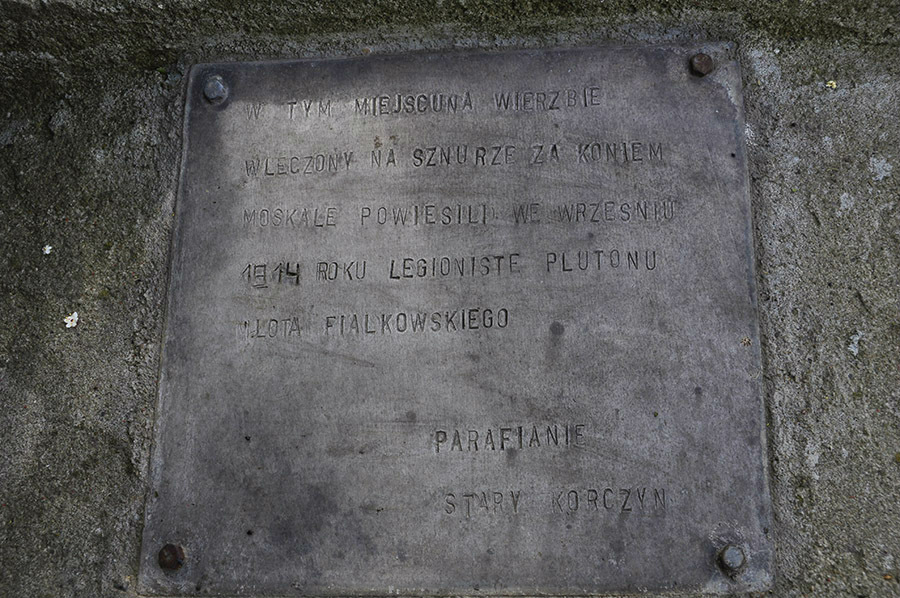 W TYM MIEJSCUNA WIERZBIE
WLECZONY NA SZNURZE ZA KONIEM
MOSKALE POWIESILI WE WRZESNIU
1914 ROKU LEGIONISTE PLUTONU
FIALKOWSKIEGO
PARAFIANIE
STARY KORCZYN